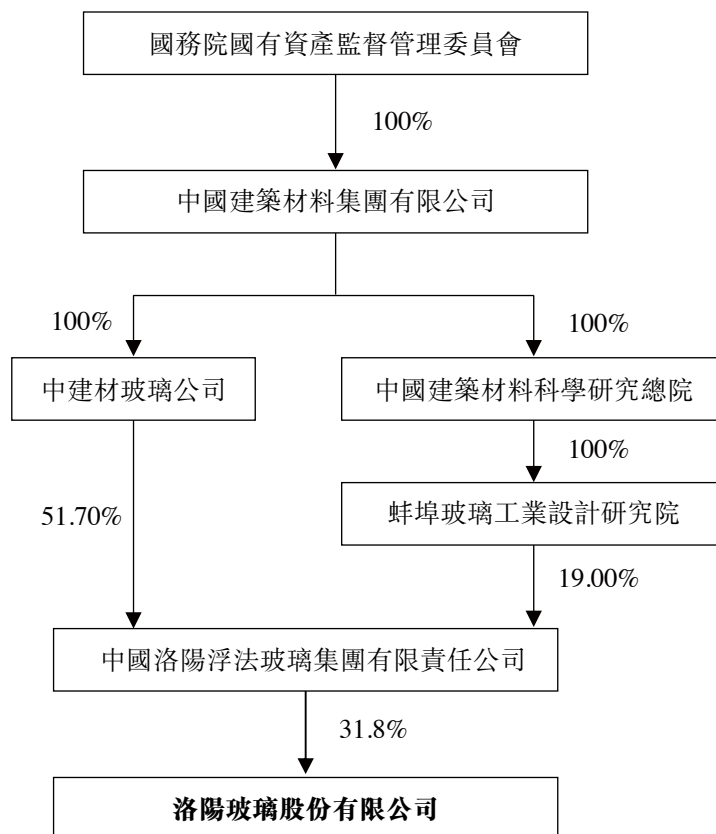 國務院國有資產監督管理委員會
100%
中國建築材料集團有限公司
100%
100%
中建材玻璃公司
中國建築材料科學研究總院
100%
51.70%
蚌埠玻璃工業設計研究院
19.00%
中國洛陽浮法玻璃集團有限責任公司
31.8%
洛陽玻璃股份有限公司